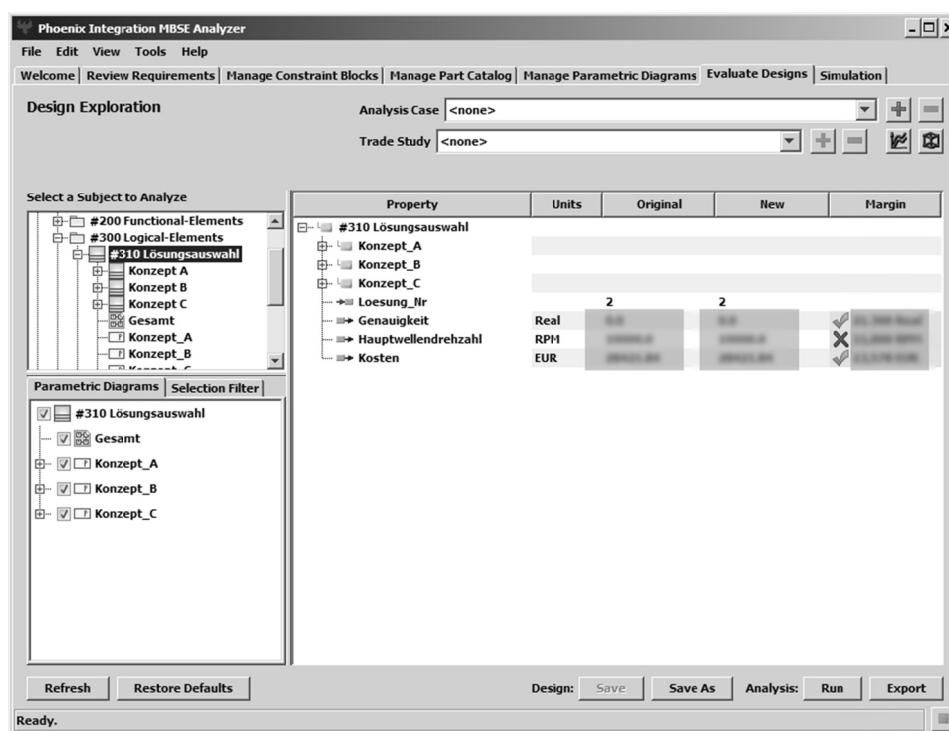 Phoenix Integration MBSE Analyzer
File Edit View Tools Help
Welcome Review Requirements Manage Constraint Blocks Manage Part Catalog Manage Parametric Diagrams Evaluate Designs Simulation
Design Exploration
Analysis Case <none>
Trade Study <none>
Select a Subject to Analyze
#200 Functional-Elements
#300 Logical-Elements
#310 Lösungsauswahl
Konzept A
Konzept B
Konzept C
Gesamt
Konzept_A
Konzept_B
Parametric Diagrams Selection Filter
#310 Lösungsauswahl
Gesamt
Konzept_A
Konzept_B
Konzept_C
Property Units Original New Margin
#310 Lösungsauswahl
Konzept_A
Konzept_B
Konzept_C
Loesung_Nr 2 2
Genauigkeit Real
Hauptwellendrehzahl RPM
Kosten EUR
Refresh Restore Defaults Design: Save Save As Analysis: Run Export
Ready.